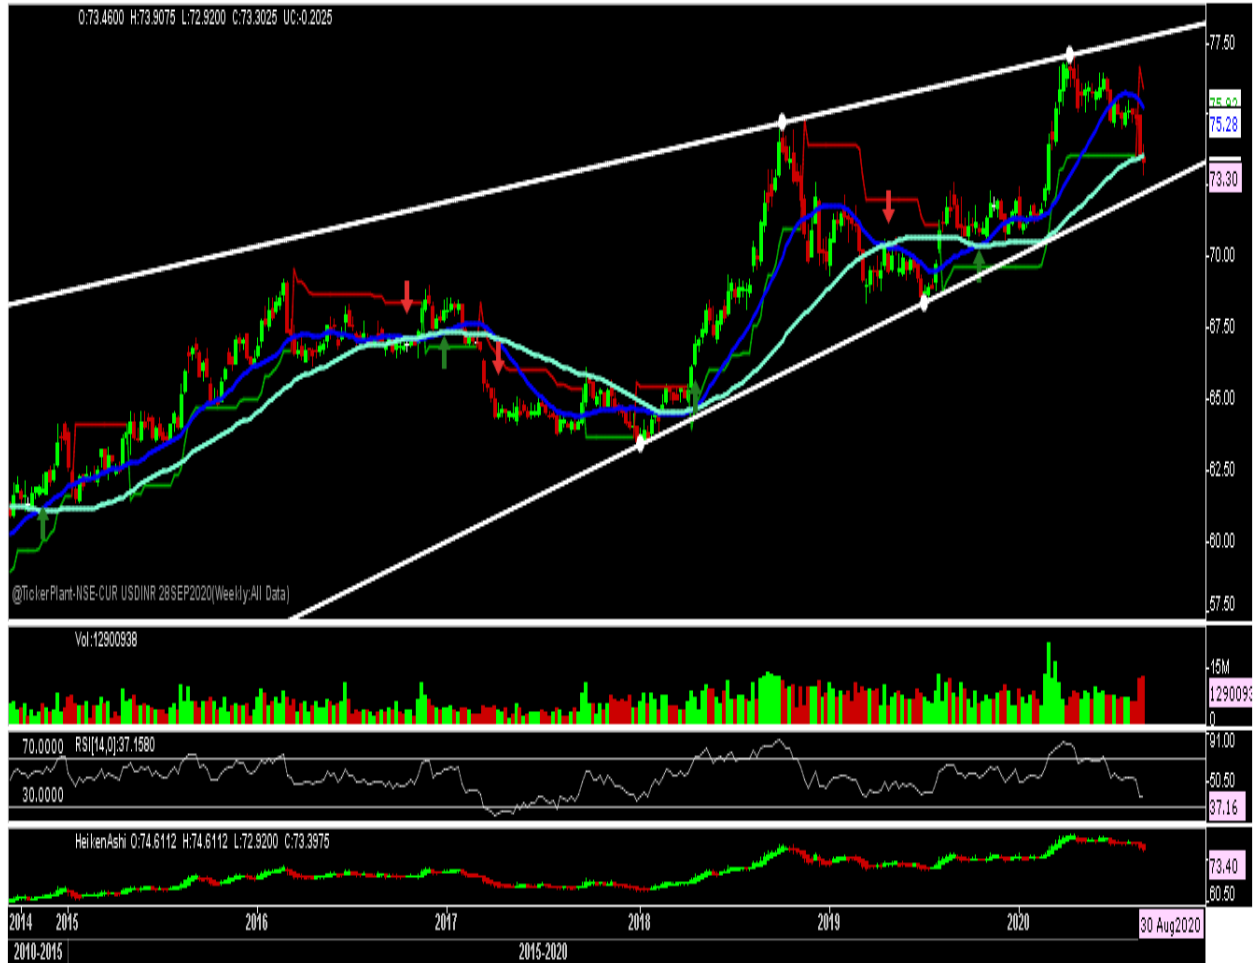 O:73.4600 H:73.9075 L:72.9200 C:73.3025 UC:-0.2025
77.50
75.92
75.28
73.30
70.00
67.50
65.00
62.50
60.00
57.50
@TickerPlant-NSE-CUR USDINR 28SEP2020(Weekly:All Data)
Vol:12900938
15M
1290093
0
70.0000 RSI[14,0]:37.1580
91.00
50.50
30.0000
37.16
HeikenAshi O:74.6112 H:74.6112 L:72.9200 C:73.3975
73.40
60.50
2014 2015 2016 2017 2018 2019 2020 30 Aug2020
2010-2015 2015-2020